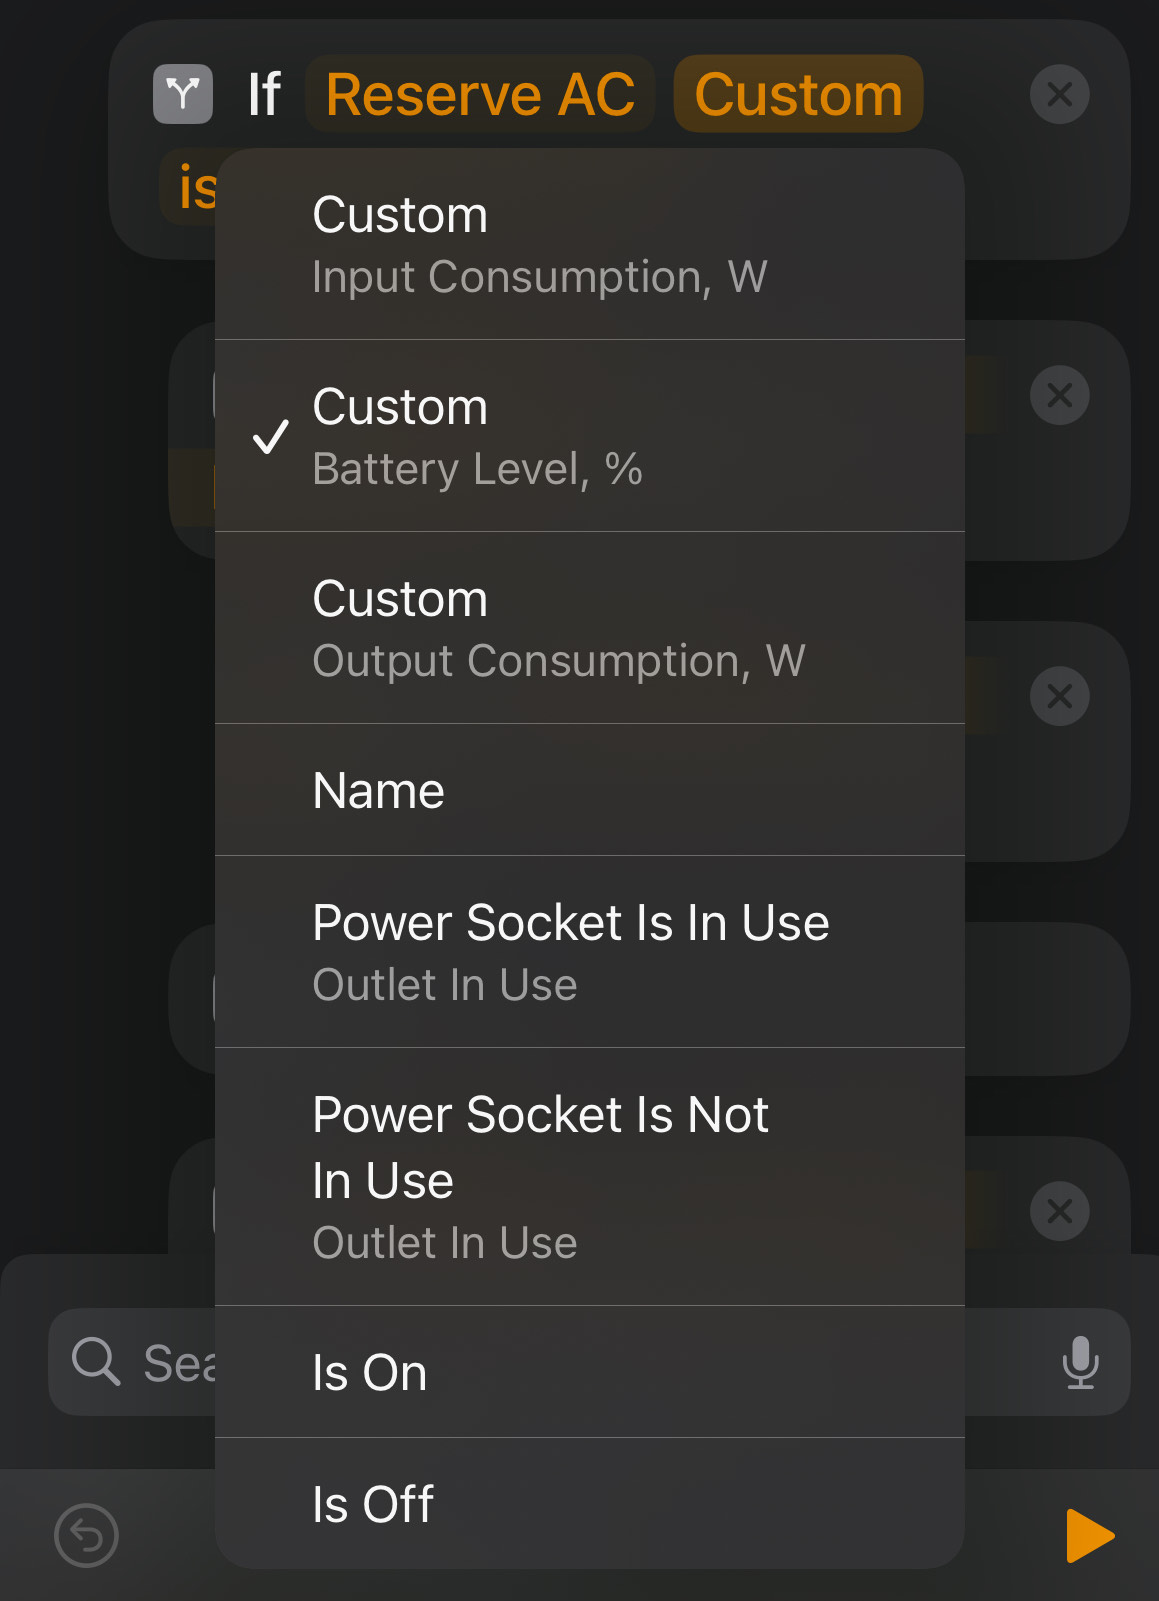 If Reserve AC Custom
is
Custom
Input Consumption, W
Custom
Battery Level, %
Custom
Output Consumption, W
Name
Power Socket Is In Use
Outlet In Use
Power Socket Is Not
In Use
Outlet In Use
Is On
Is Off